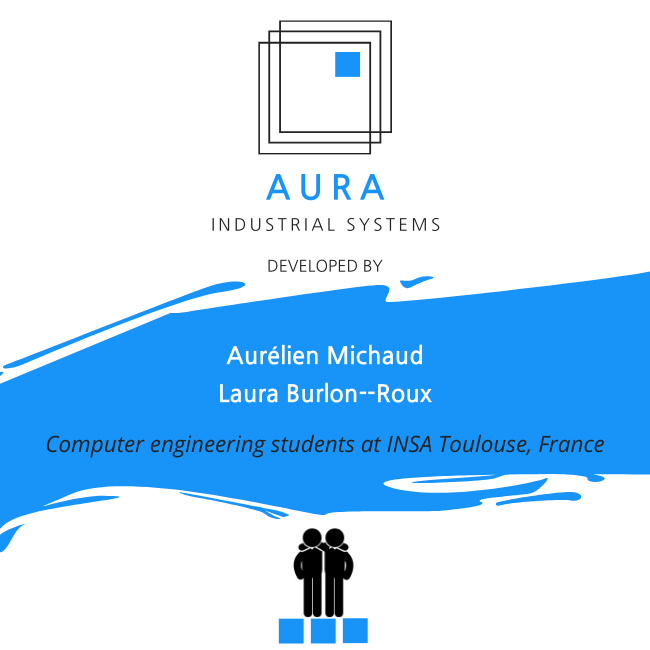 AURA
INDUSTRIAL SYSTEMS
DEVELOPED BY
Aurélien Michaud
Laura Burlon--Roux
Computer engineering students at INSA Toulouse, France